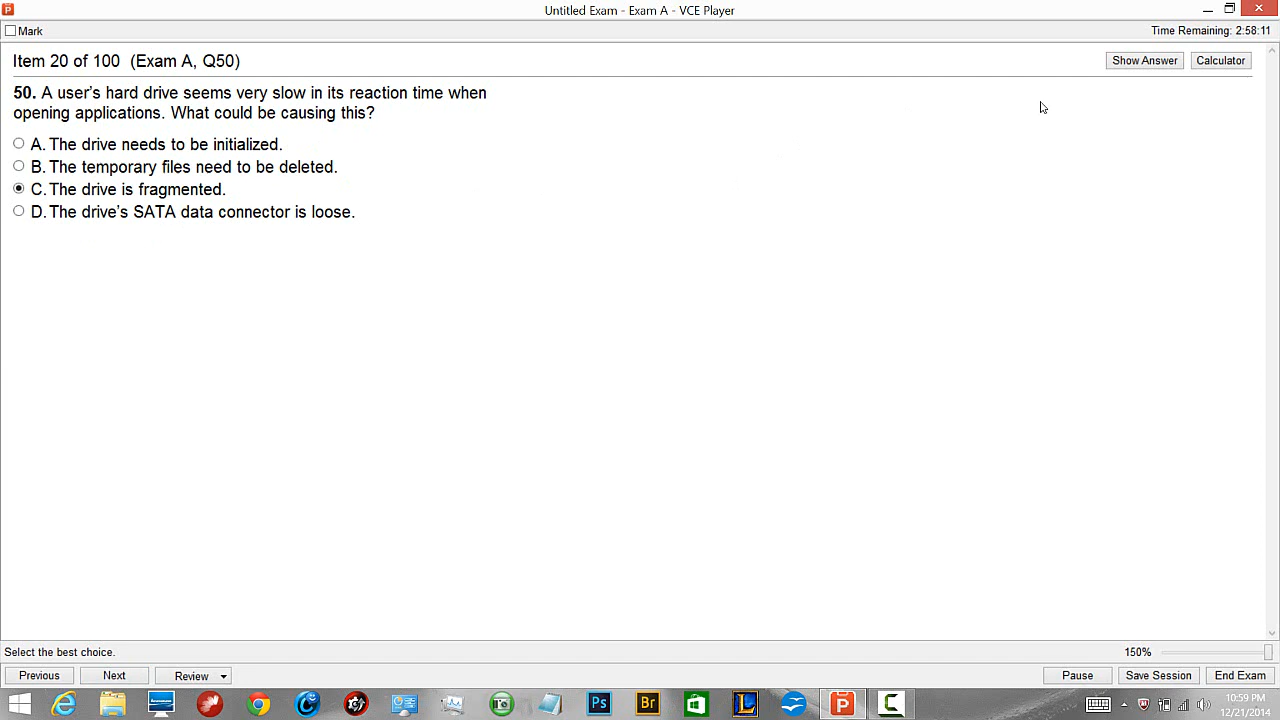 Untitled Exam - Exam A - VCE Player
Mark
Time Remaining: 2:58:11
Item 20 of 100 (Exam A, Q50)
Show Answer
Calculator
50. A user's hard drive seems very slow in its reaction time when
opening applications. What could be causing this?
A. The drive needs to be initialized.
B. The temporary files need to be deleted.
C. The drive is fragmented.
D. The drive's SATA data connector is loose.
Select the best choice.
150%
Previous
Next
Review
Pause
Save Session
End Exam
Ps
Br
L
P
C
10:59 PM
12/21/2014